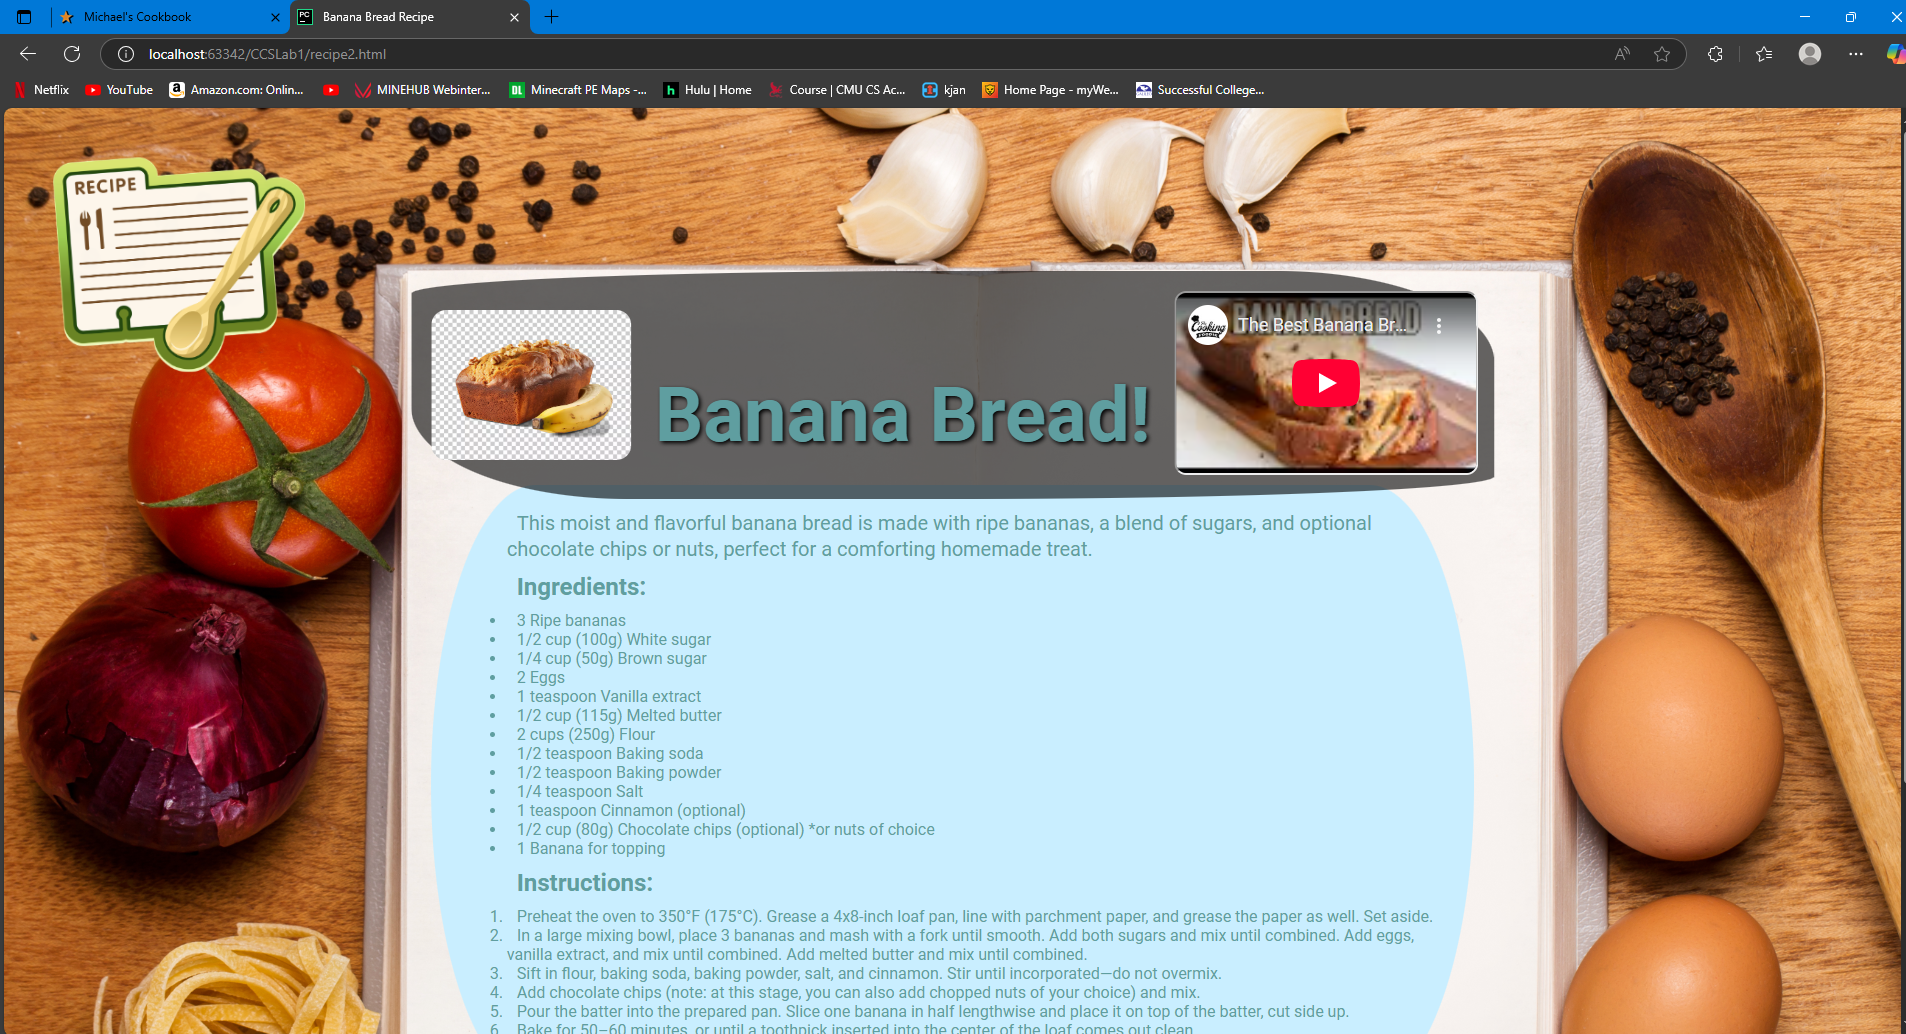 Michael's Cookbook
Banana Bread Recipe
localhost:63342/CCSLab1/recipe2.html
Netflix YouTube Amazon.com: Onlin... MINEHUB Webinter... Minecraft PE Maps -... Hulu | Home Course | CMU CS Ac... kjan Home Page - myWe... Successful College...
RECIPE
BANANA BREAD
Cooking
The Best Banana Br...
Banana Bread!
This moist and flavorful banana bread is made with ripe bananas, a blend of sugars, and optional
chocolate chips or nuts, perfect for a comforting homemade treat.
Ingredients:
• 3 Ripe bananas
• 1/2 cup (100g) White sugar
• 1/4 cup (50g) Brown sugar
• 2 Eggs
• 1 teaspoon Vanilla extract
• 1/2 cup (115g) Melted butter
• 2 cups (250g) Flour
• 1/2 teaspoon Baking soda
• 1/2 teaspoon Baking powder
• 1/4 teaspoon Salt
• 1 teaspoon Cinnamon (optional)
• 1/2 cup (80g) Chocolate chips (optional) *or nuts of choice
• 1 Banana for topping
Instructions:
1. Preheat the oven to 350°F (175°C). Grease a 4x8-inch loaf pan, line with parchment paper, and grease the paper as well. Set aside.
2. In a large mixing bowl, place 3 bananas and mash with a fork until smooth. Add both sugars and mix until combined. Add eggs,
vanilla extract, and mix until combined. Add melted butter and mix until combined.
3. Sift in flour, baking soda, baking powder, salt, and cinnamon. Stir until incorporated—do not overmix.
4. Add chocolate chips (note: at this stage, you can also add chopped nuts of your choice) and mix.
5. Pour the batter into the prepared pan. Slice one banana in half lengthwise and place it on top of the batter, cut side up.
6. Bake for 50–60 minutes, or until a toothpick inserted into the center of the loaf comes out clean.